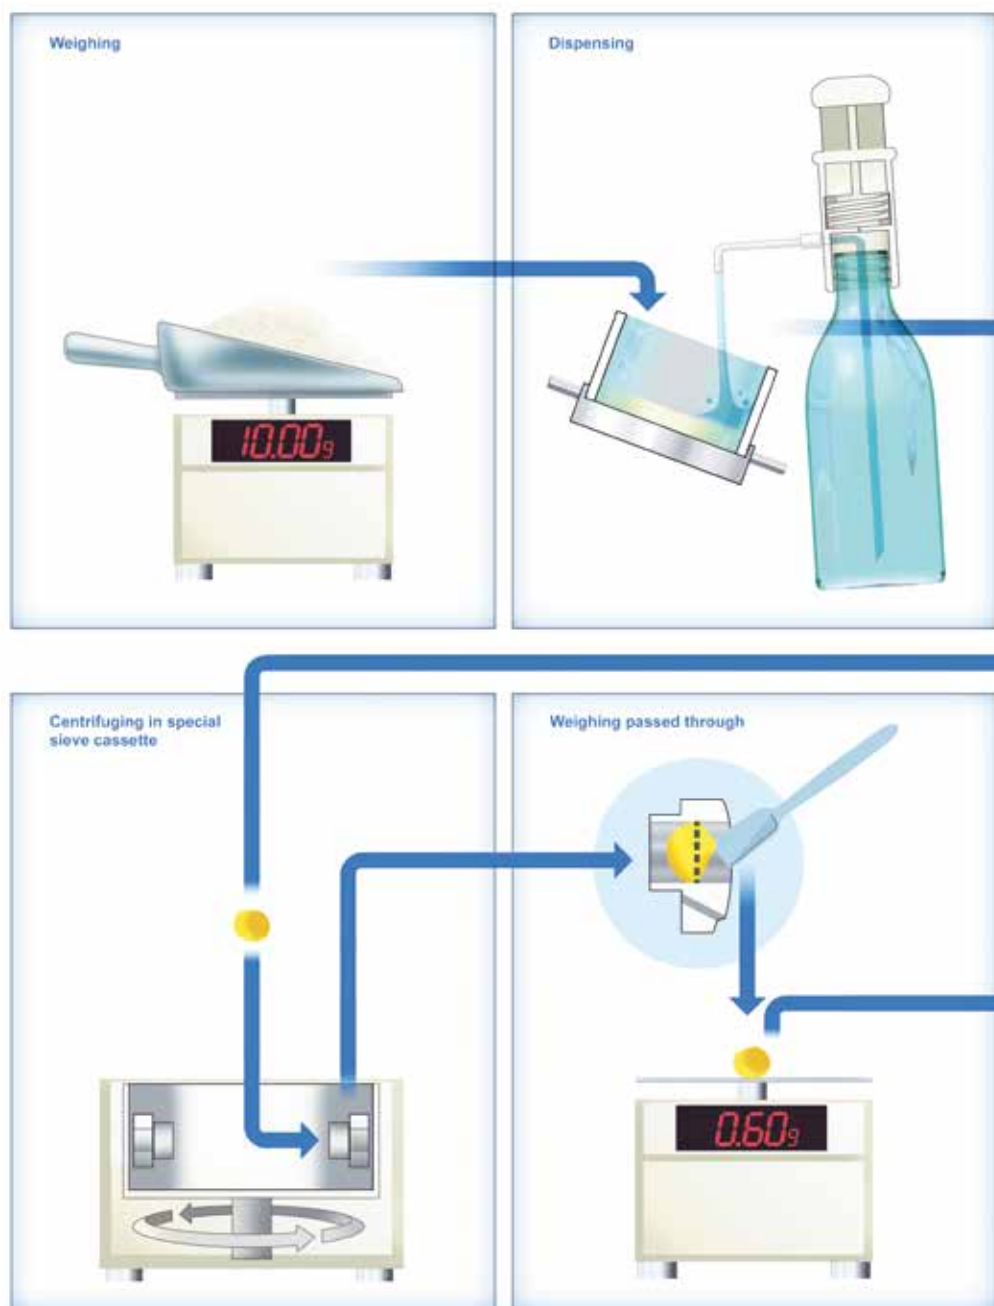 Weighing
Dispensing
10.00g
Centrifuging in special
sieve cassette
Weighing passed through
0.60g